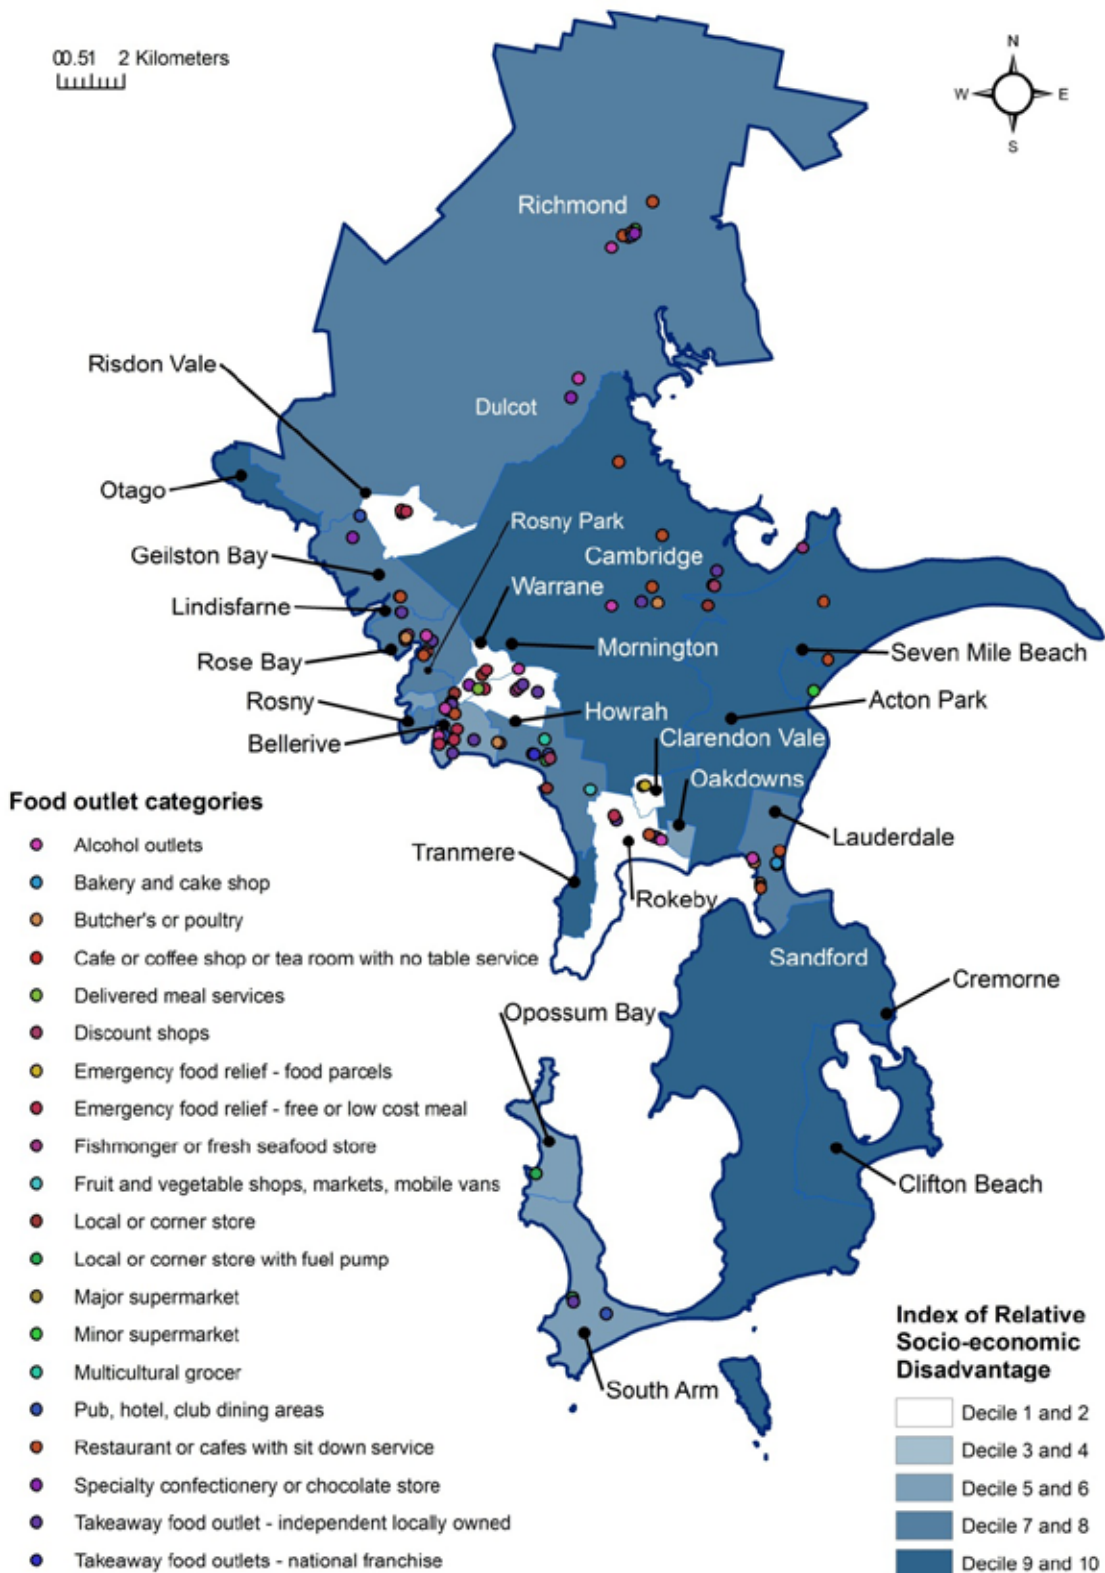 00.51 2 Kilometers
N
W E
S
Richmond
Risdon Vale
Dulcot
Otago
Rosny Park
Geilston Bay
Cambridge
Warrane
Lindisfarne
Mornington
Seven Mile Beach
Rose Bay
Rosny
Acton Park
Howrah
Bellerive
Clarendon Vale
Oakdowns
Lauderdale
Tranmere
Rokeby
Sandford
Cremorne
Opossum Bay
Clifton Beach
South Arm
Food outlet categories
Alcohol outlets
Bakery and cake shop
Butcher's or poultry
Cafe or coffee shop or tea room with no table service
Delivered meal services
Discount shops
Emergency food relief - food parcels
Emergency food relief - free or low cost meal
Fishmonger or fresh seafood store
Fruit and vegetable shops, markets, mobile vans
Local or corner store
Local or corner store with fuel pump
Major supermarket
Minor supermarket
Multicultural grocer
Pub, hotel, club dining areas
Restaurant or cafes with sit down service
Specialty confectionery or chocolate store
Takeaway food outlet - independent locally owned
Takeaway food outlets - national franchise
Index of Relative
Socio-economic
Disadvantage
Decile 1 and 2
Decile 3 and 4
Decile 5 and 6
Decile 7 and 8
Decile 9 and 10